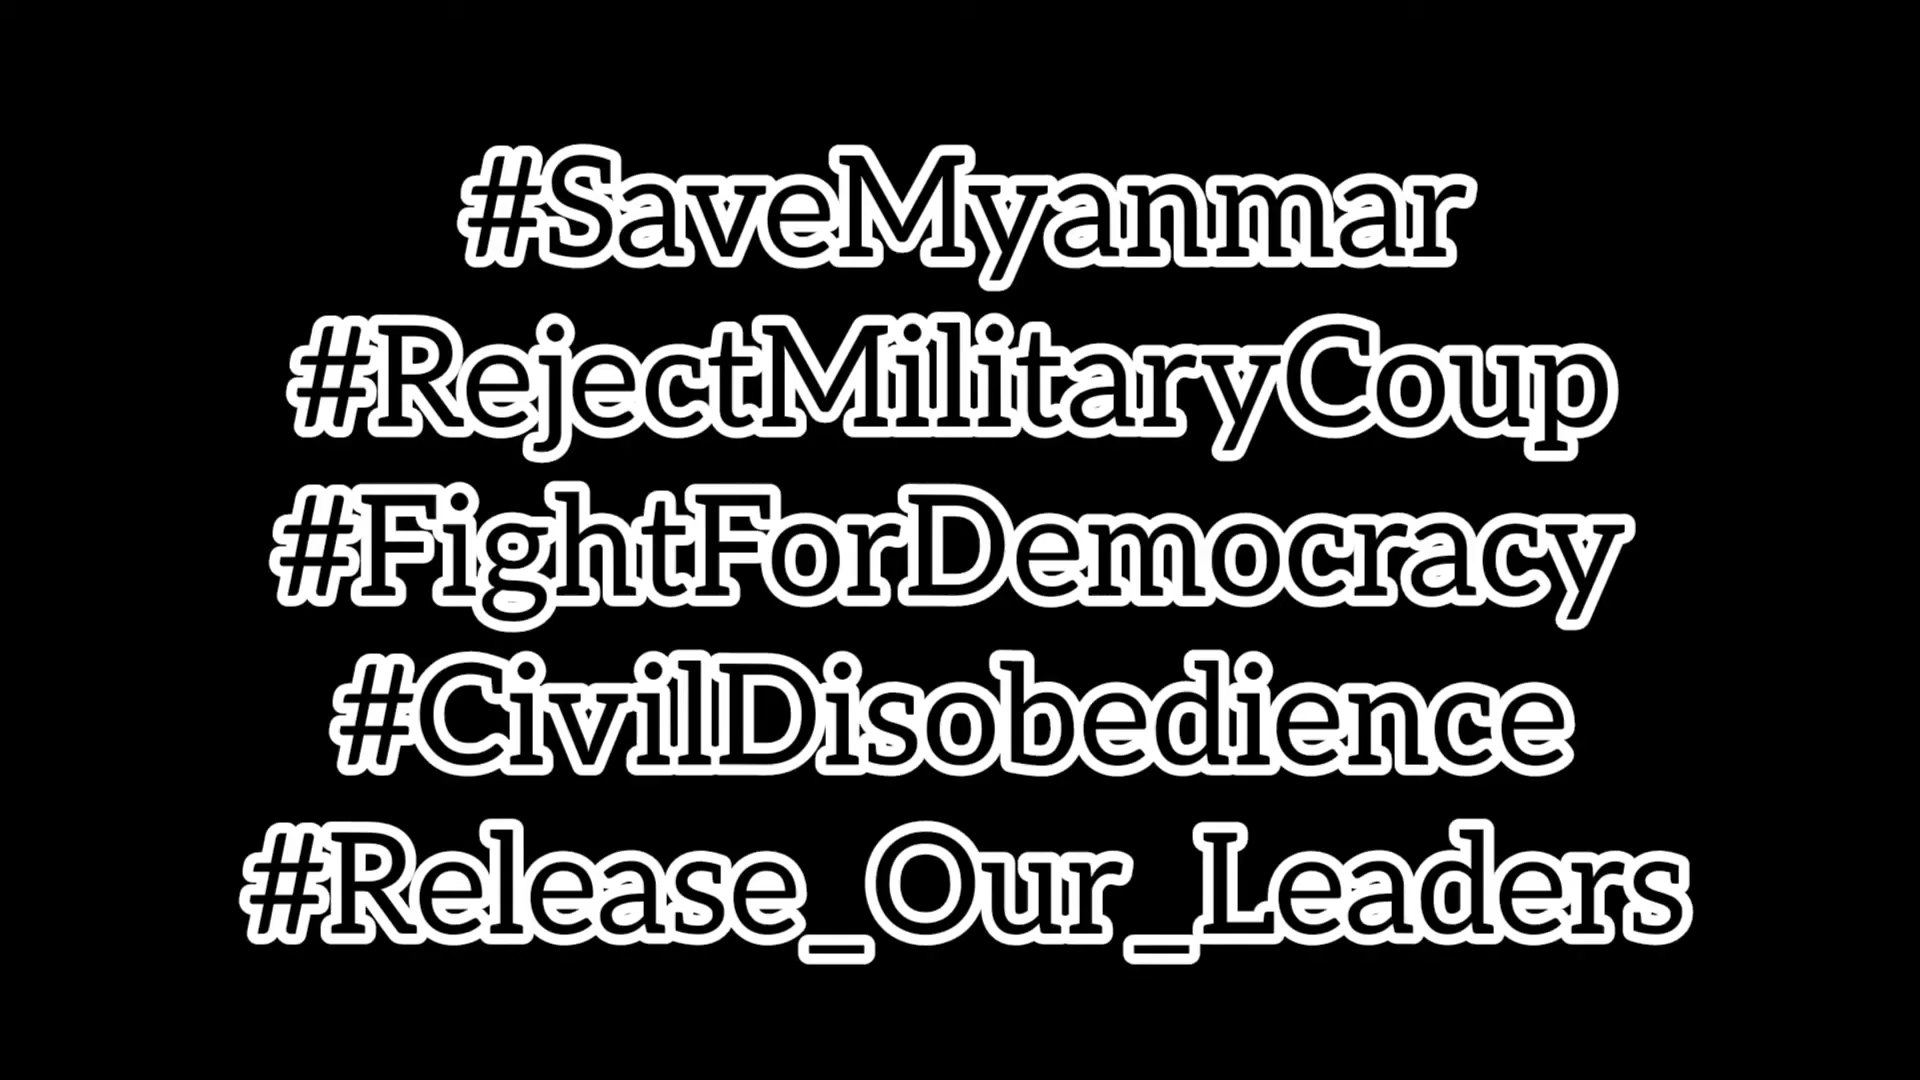 #SaveMyanmar
#RejectMilitaryCoup
#FightForDemocracy
#CivilDisobedience
#Release_Our_Leaders